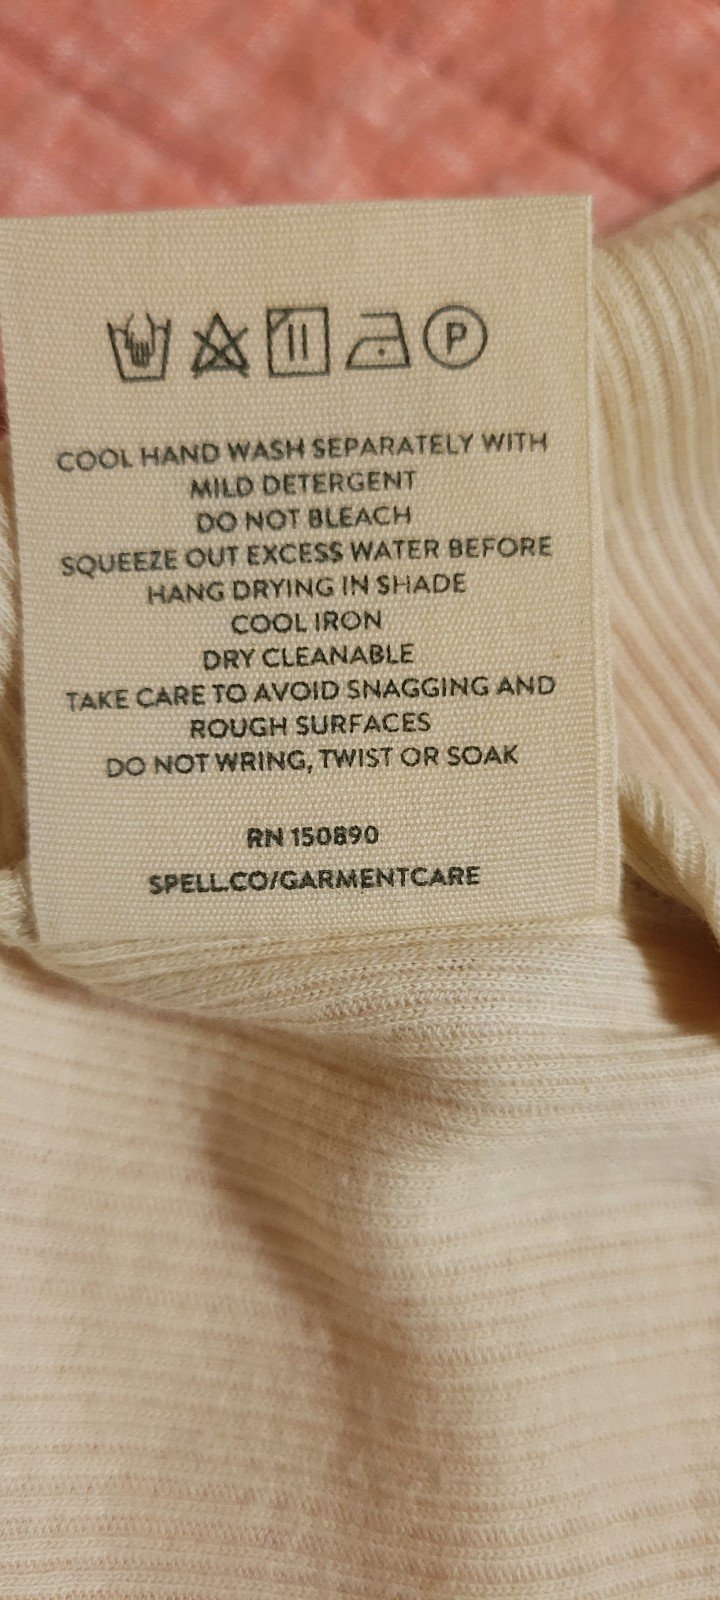 P
COOL HAND WASH SEPARATELY WITH
MILD DETERGENT
DO NOT BLEACH
SQUEEZE OUT EXCESS WATER BEFORE
HANG DRYING IN SHADE
COOL IRON
DRY CLEANABLE
TAKE CARE TO AVOID SNAGGING AND
ROUGH SURFACES
DO NOT WRING, TWIST OR SOAK
RN 150890
SPELL.CO/GARMENTCARE